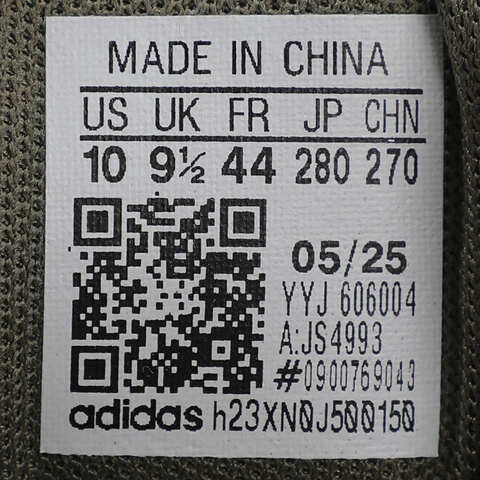 MADE IN CHINA
US UK FR JP CHN
10 9½ 44 280 270
05/25
YYJ 606004
A:JS4993
#0900769043
adidas h23XN0J500150